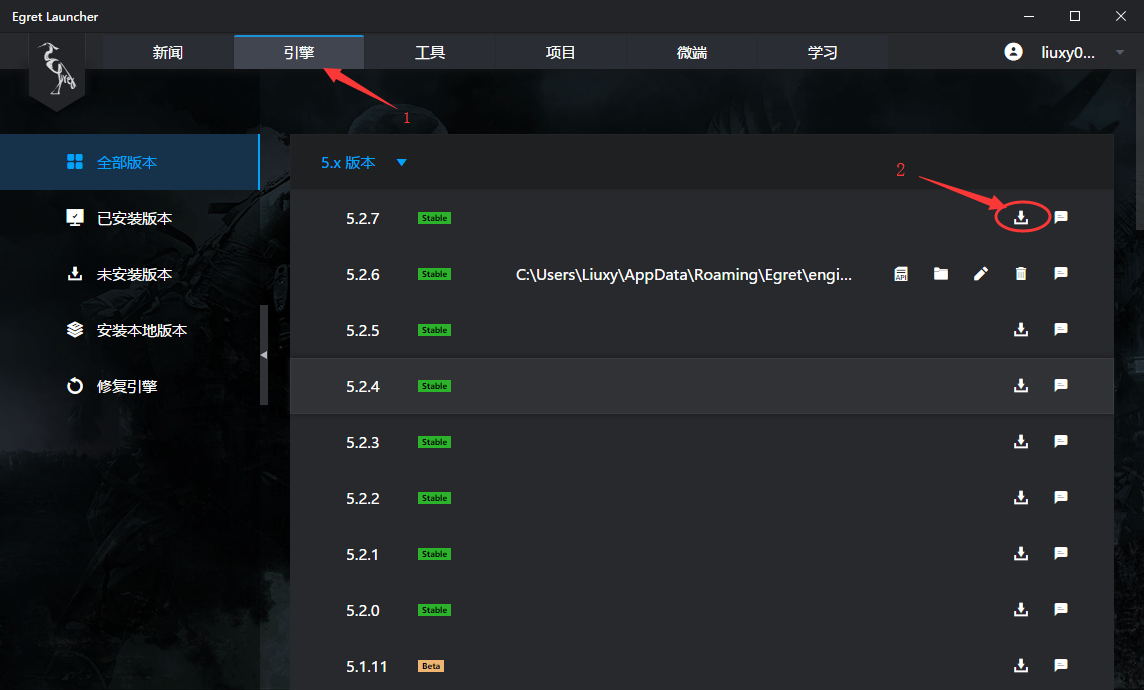 Egret Launcher
新闻
引擎
工具
项目
微端
学习
liuxy0...
Egret
1
全部版本
5.x 版本
2
已安装版本
5.2.7 Stable
未安装版本
5.2.6 Stable C:\Users\Liuxy\AppData\Roaming\Egret\engi... API
安装本地版本
5.2.5 Stable
修复引擎
5.2.4 Stable
5.2.3 Stable
5.2.2 Stable
5.2.1 Stable
5.2.0 Stable
5.1.11 Beta